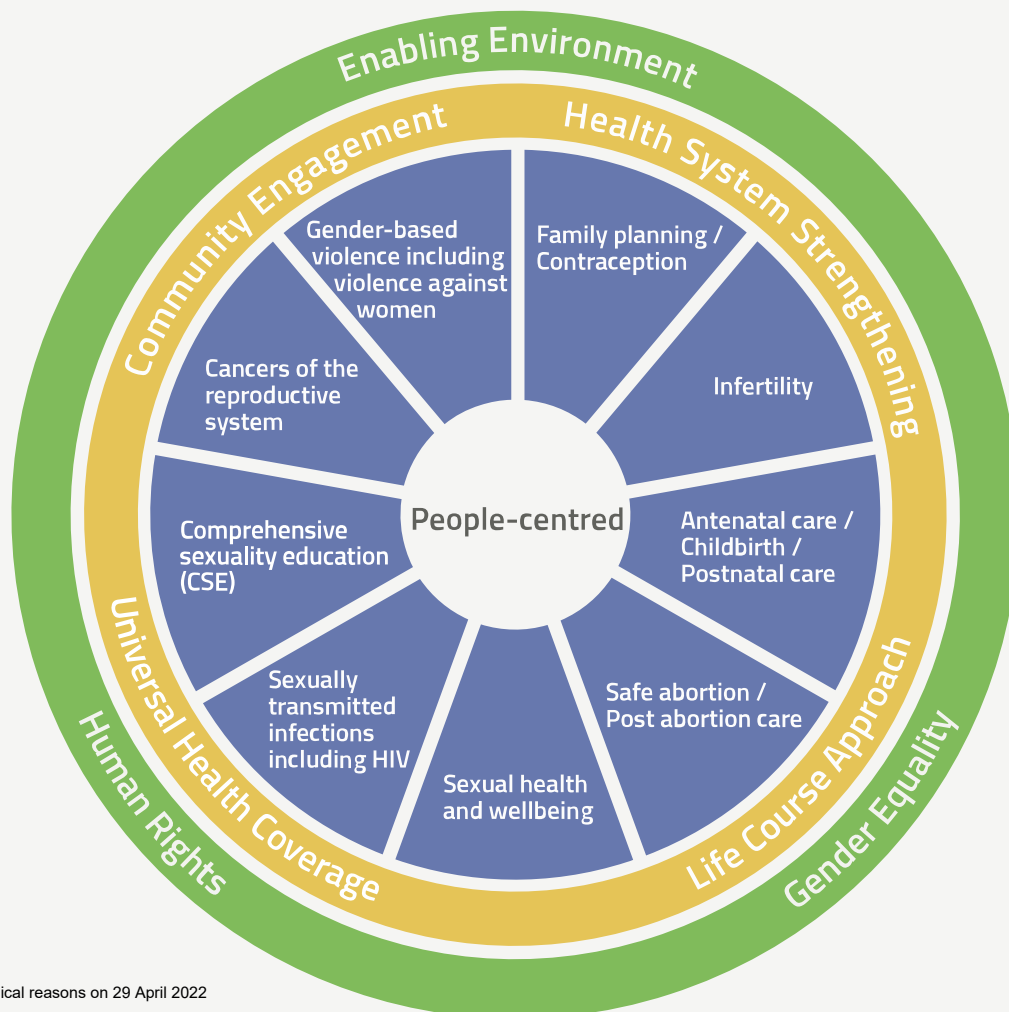 Enabling Environment
Community Engagement
Health System Strengthening
Gender-based
violence including
violence against
women
Family planning /
Contraception
Cancers of the
reproductive
system
Infertility
People-centred
Comprehensive
sexuality education
(CSE)
Antenatal care /
Childbirth /
Postnatal care
Sexually
transmitted
infections
including HIV
Safe abortion /
Post abortion care
Sexual health
and wellbeing
Universal Health Coverage
Life Course Approach
Human Rights
Gender Equality
ical reasons on 29 April 2022